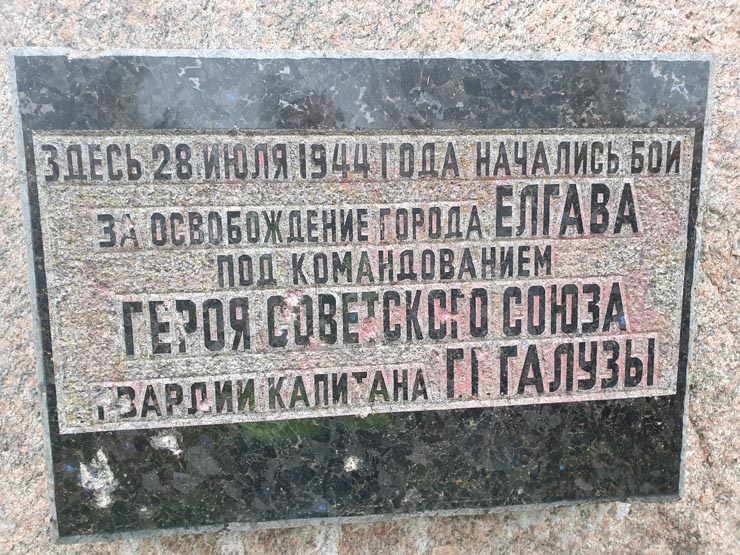 ЗДЕСЬ 28 ИЮЛЯ 1944 ГОДА НАЧАЛИСЬ БОИ
ЗА ОСВОБОЖДЕНИЕ ГОРОДА ЕЛГАВА
ПОД КОМАНДОВАНИЕМ
ГЕРОЯ СОВЕТСКОГО СОЮЗА
ГВАРДИИ КАПИТАНА ГАЛУЗЫ